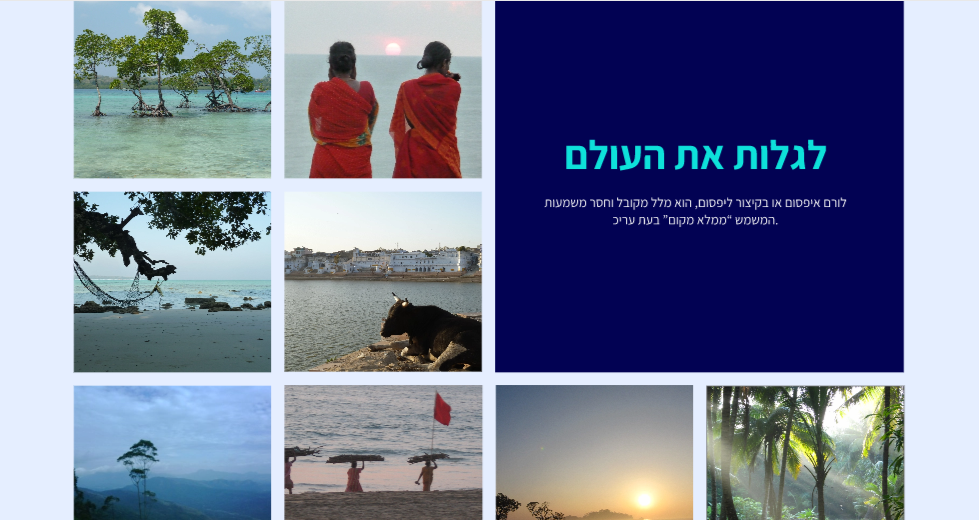 לגלות את העולם
לורם איפסום או בקיצור ליפסום, הוא מלל מקובל וחסר משמעות
המשמש "ממלא מקום" בעת עריכ.